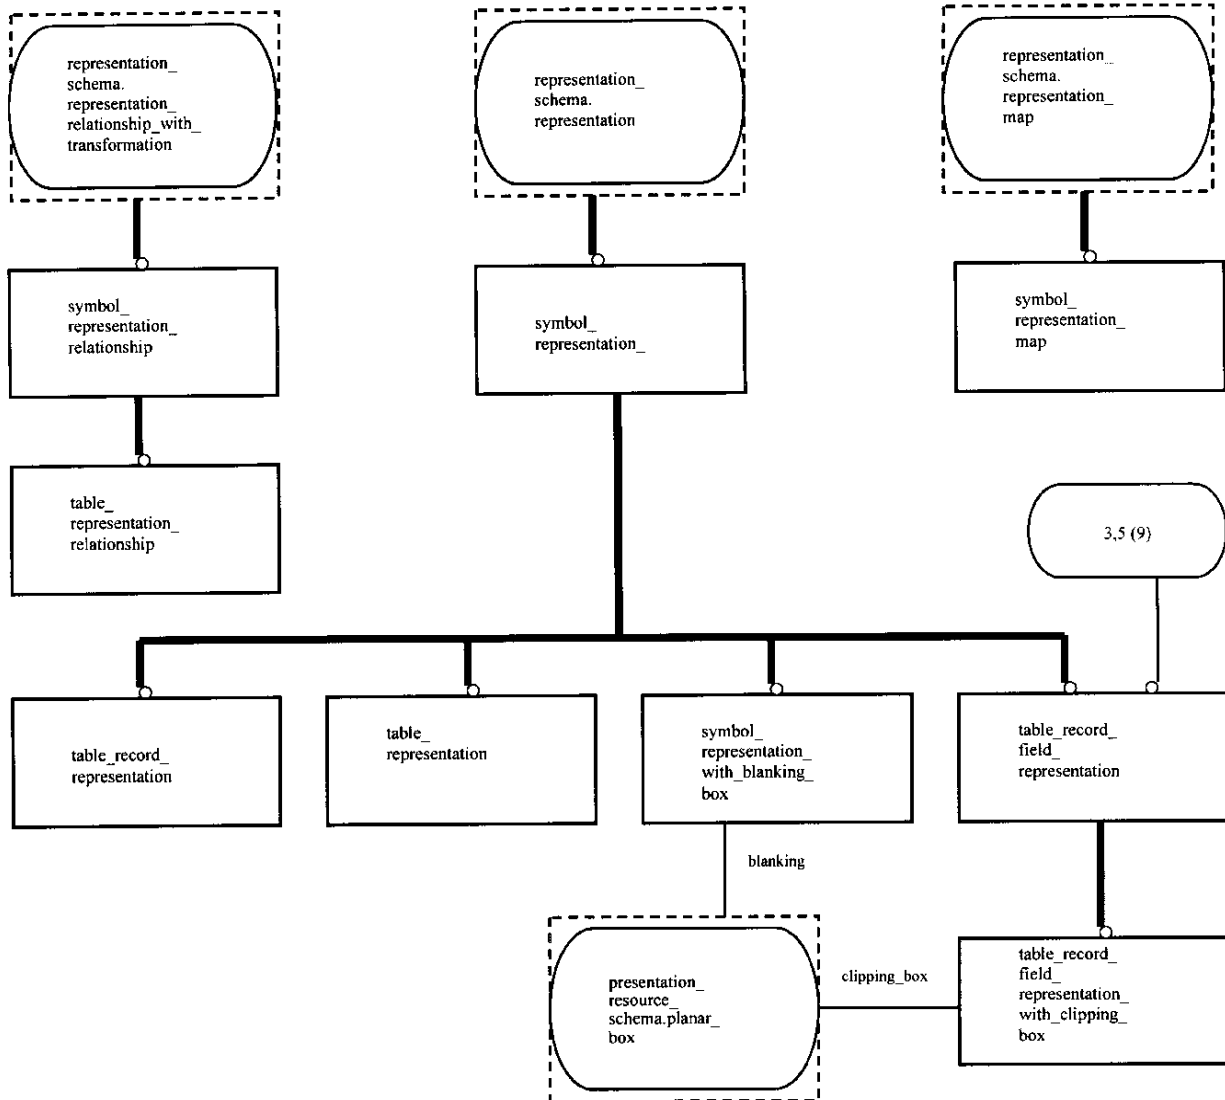 representation_
schema.
representation_
relationship_with_
transformation
representation_
schema.
representation
representation_
schema.
representation_
map
symbol_
representation_
relationship
symbol_
representation_
symbol_
representation_
map
table_
representation_
relationship
3,5 (9)
table_record_
representation
table_
representation
symbol_
representation_
with_blanking_
box
table_record_
field_
representation
blanking
presentation_
resource_
schema.planar_
box
clipping_box
table_record_
field_
representation_
with_clipping_
box